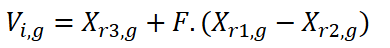 V_{i,g} = X_{r3,g} + F.(X_{r1,g} − X_{r2,g})